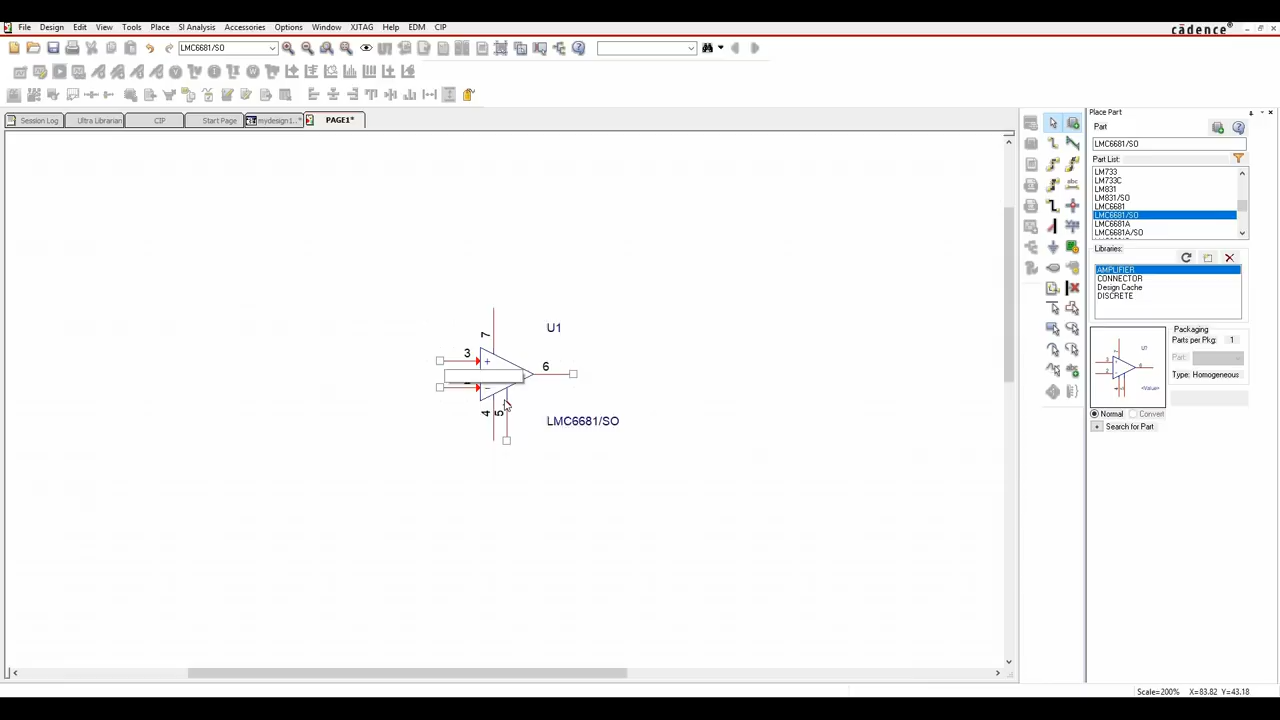 File Design Edit View Tools Place SI Analysis Accessories Options Window XJTAG Help EDM CIP
cādence
LMC6681/SO
Session Log Ultra Librarian CIP Start Page mydesign1..* PAGE1*
Place Part
Part
LMC6681/SO
Part List:
LM733
LM733C
LM831
LM831/SO
LMC6681
LMC6681/SO
LMC6681A
LMC6681A/SO
Libraries:
AMPLIFIER
CONNECTOR
Design Cache
DISCRETE
Packaging
Parts per Pkg: 1
Part:
Type: Homogeneous
U?
<Value>
Normal Convert
+ Search for Part
7
U1
3
+
6
-
4
5
LMC6681/SO
Scale=200% X=83.82 Y=43.18